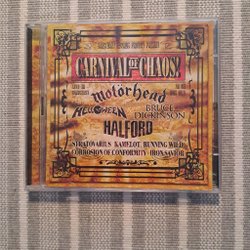 CARNIVAL OF CHAOS!
motörhead
HELLOWEEN
BRUCE
DICKINSON
HALFORD
STRATOVARIUS KAMELOT RUNNING WILD
CORROSION OF CONFORMITY IRON SAVIOR